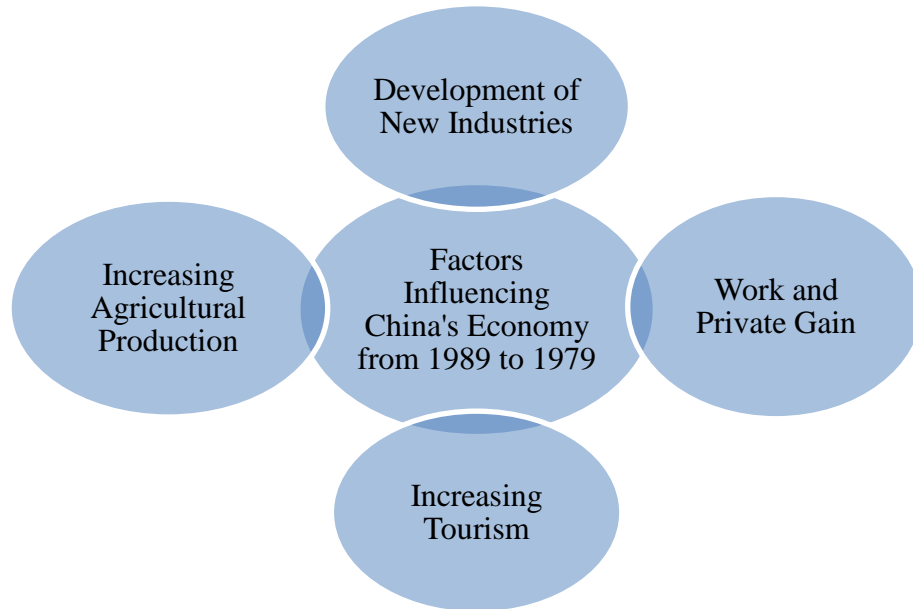 Development of
New Industries
Increasing
Agricultural
Production
Factors
Influencing
China's Economy
from 1989 to 1979
Work and
Private Gain
Increasing
Tourism